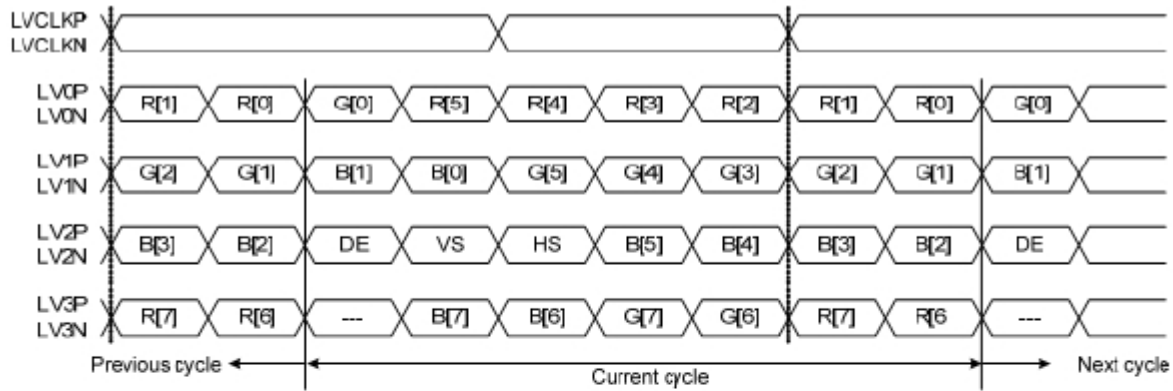 LVCLKP
LVCLKN
LV0P
LV0N
R[1] R[0] G[0] R[5] R[4] R[3] R[2] R[1] R[0] G[0]
LV1P
LV1N
G[2] G[1] B[1] B[0] G[5] G[4] G[3] G[2] G[1] B[1]
LV2P
LV2N
B[3] B[2] DE VS HS B[5] B[4] B[3] B[2] DE
LV3P
LV3N
R[7] R[6] --- B[7] B[6] G[7] G[6] R[7] R[6 ---
Previous cycle Current cycle Next cycle